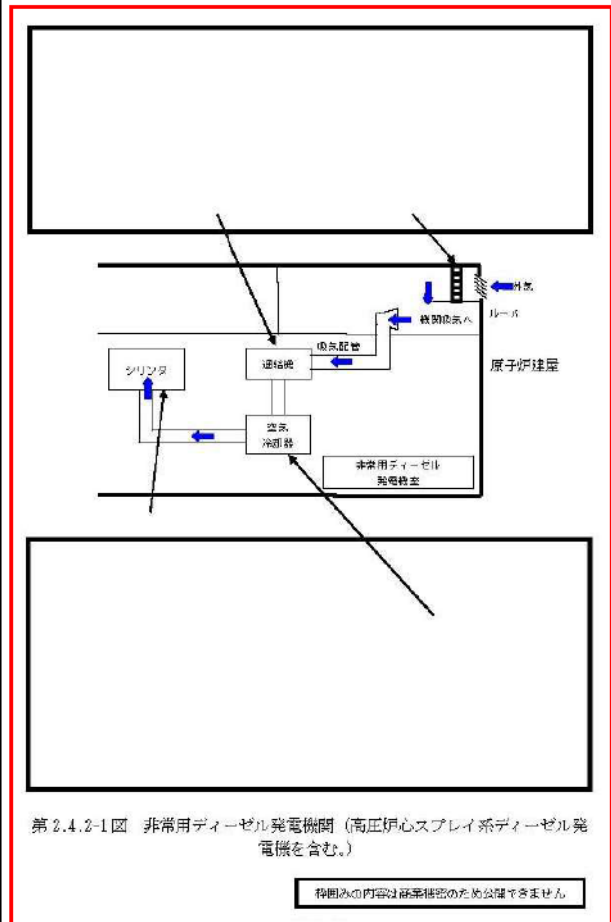 外気
ルーバ
機関吸気へ
吸気配管
原子炉建屋
シリンダ
過給機
空気
冷却器
非常用ディーゼル
発電機室
第 2.4.2-1図 非常用ディーゼル発電機関（高圧炉心スプレイ系ディーゼル発
電機を含む。）
枠囲みの内容は商業機密のため公開できません